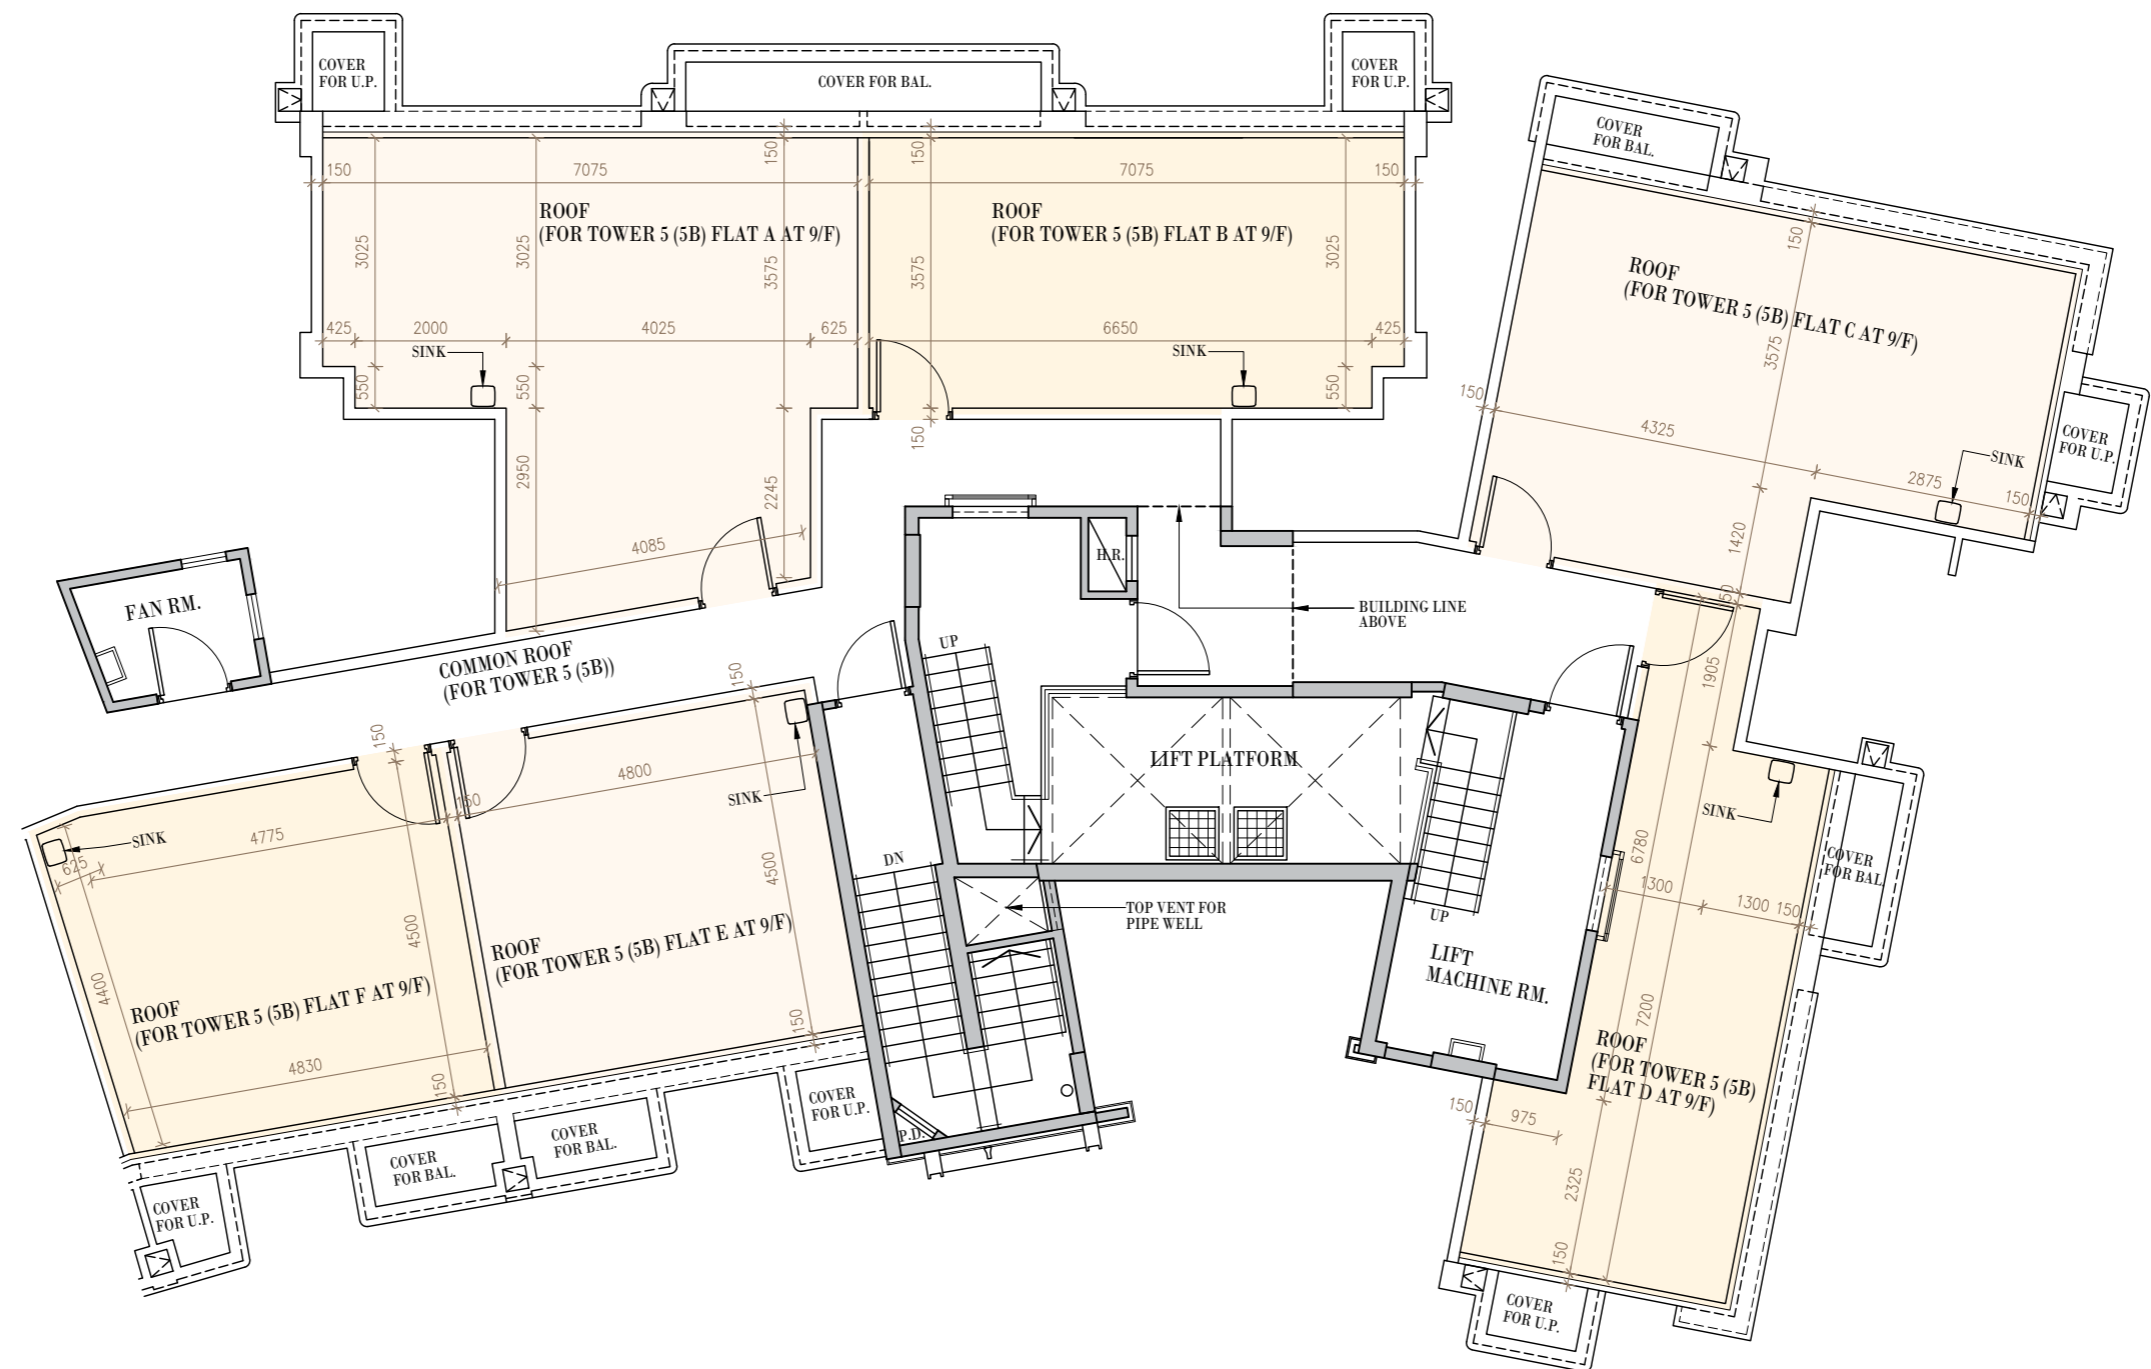 COVER
FOR U.P.
COVER FOR BAL.
COVER
FOR U.P.
COVER
FOR BAL.
150
7075
150
150
7075
150
150
ROOF
(FOR TOWER 5 (5B) FLAT A AT 9/F)
ROOF
(FOR TOWER 5 (5B) FLAT B AT 9/F)
ROOF
(FOR TOWER 5 (5B) FLAT C AT 9/F)
3025
3025
3575
3575
3025
3575
425
2000
4025
625
6650
425
SINK
SINK
550
550
550
150
150
4325
2875
150
SINK
COVER
FOR U.P.
2950
2245
4085
1420
H.R.
BUILDING LINE
ABOVE
FAN RM.
COMMON ROOF
(FOR TOWER 5 (5B))
UP
150
150
150
4800
SINK
LIFT PLATFORM
1905
SINK
SINK
4775
625
DN
4500
4500
4400
6780
1300
1300
150
COVER
FOR BAL.
TOP VENT FOR
PIPE WELL
UP
LIFT
MACHINE RM.
ROOF
(FOR TOWER 5 (5B) FLAT E AT 9/F)
ROOF
(FOR TOWER 5 (5B) FLAT F AT 9/F)
7200
ROOF
(FOR TOWER 5 (5B)
FLAT D AT 9/F)
150
4830
150
150
975
2325
150
COVER
FOR U.P.
P.D.
COVER
FOR BAL.
COVER
FOR BAL.
COVER
FOR U.P.
COVER
FOR U.P.